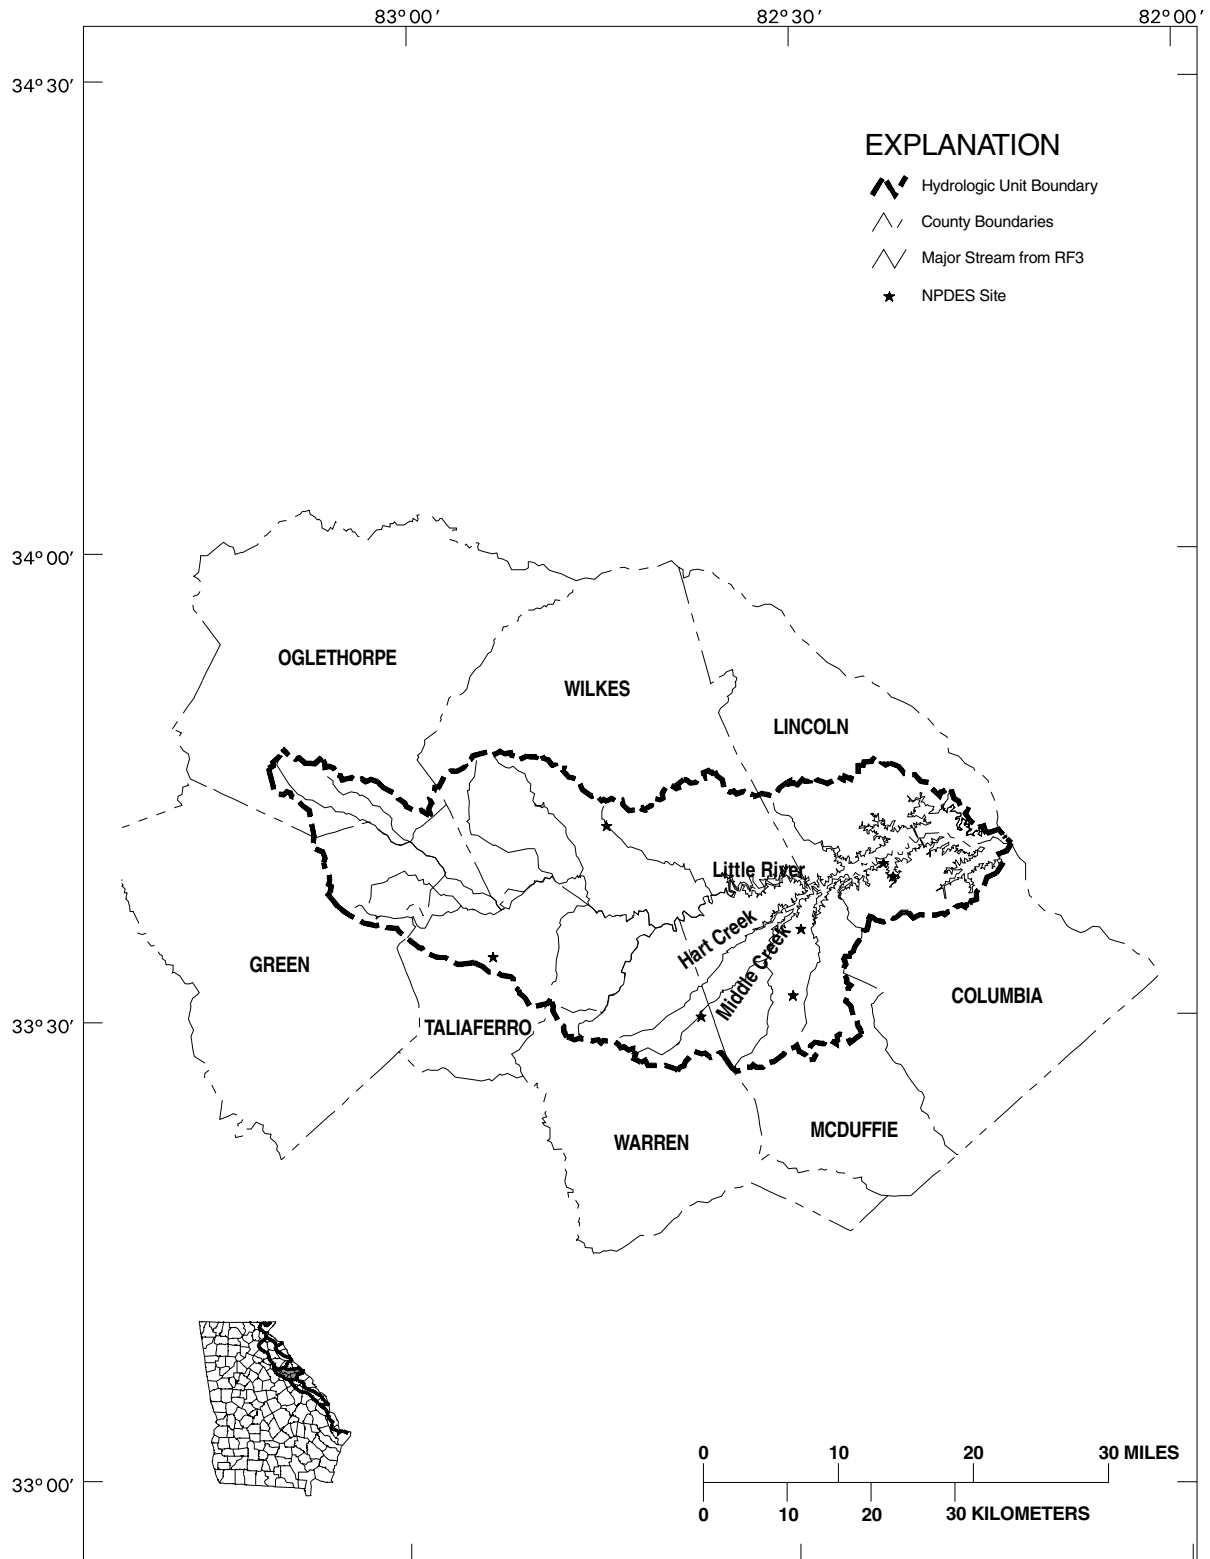 83°00′ 82°30′ 82°00′
34°30′
EXPLANATION
Hydrologic Unit Boundary
County Boundaries
Major Stream from RF3
NPDES Site
34°00′
OGLETHORPE
WILKES
LINCOLN
Little River
Hart Creek
Middle Creek
GREEN
COLUMBIA
33°30′
TALIAFERRO
MCDUFFIE
WARREN
0 10 20 30 MILES
33°00′
0 10 20 30 KILOMETERS